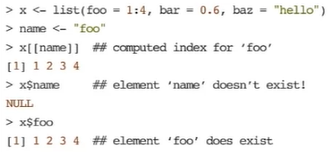 > x <- list(foo = 1:4, bar = 0.6, baz = "hello")
> name <- "foo"
> x[[name]]  ## computed index for ‘foo’
[1] 1 2 3 4
> x$name     ## element ‘name’ doesn’t exist!
NULL
> x$foo
[1] 1 2 3 4  ## element ‘foo’ does exist